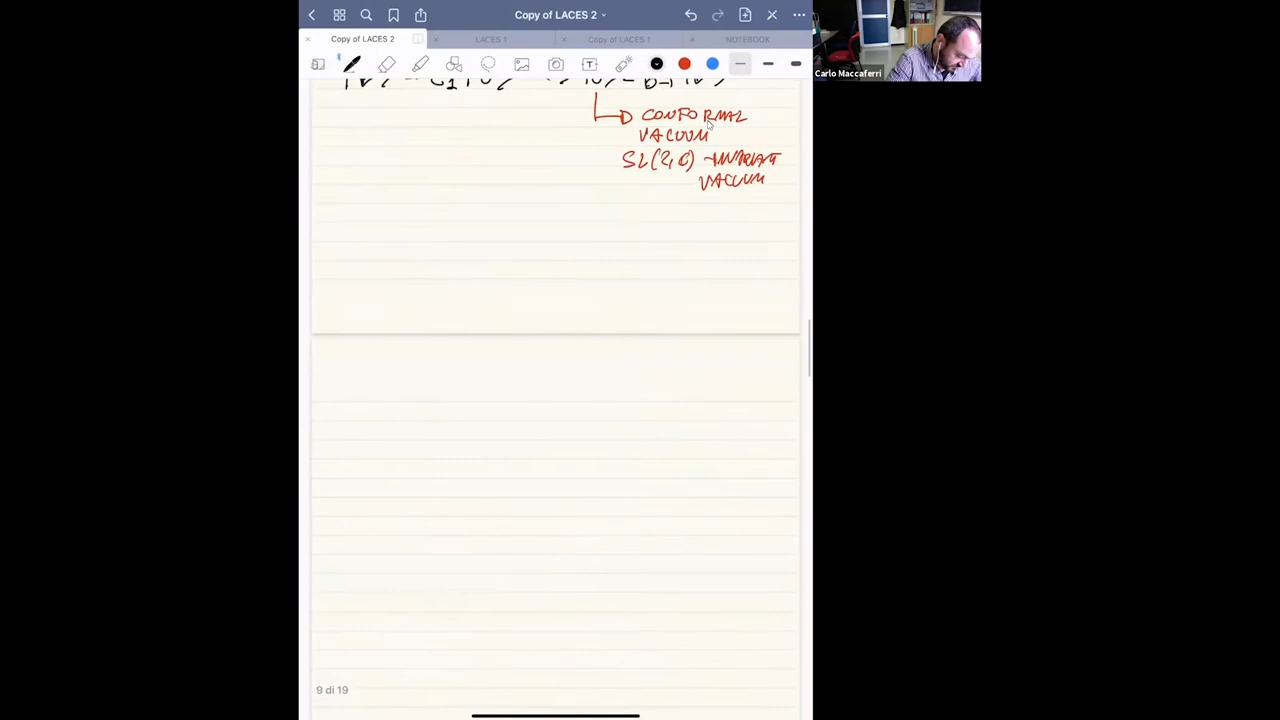 Copy of LACES 2
Copy of LACES 2
LACES 1
Copy of LACES 1
NOTEBOOK
Carlo Maccaferri
CONFORMAL
VACUUM
SL(2,C) - INVARIANT
VACUUM
9 di 19